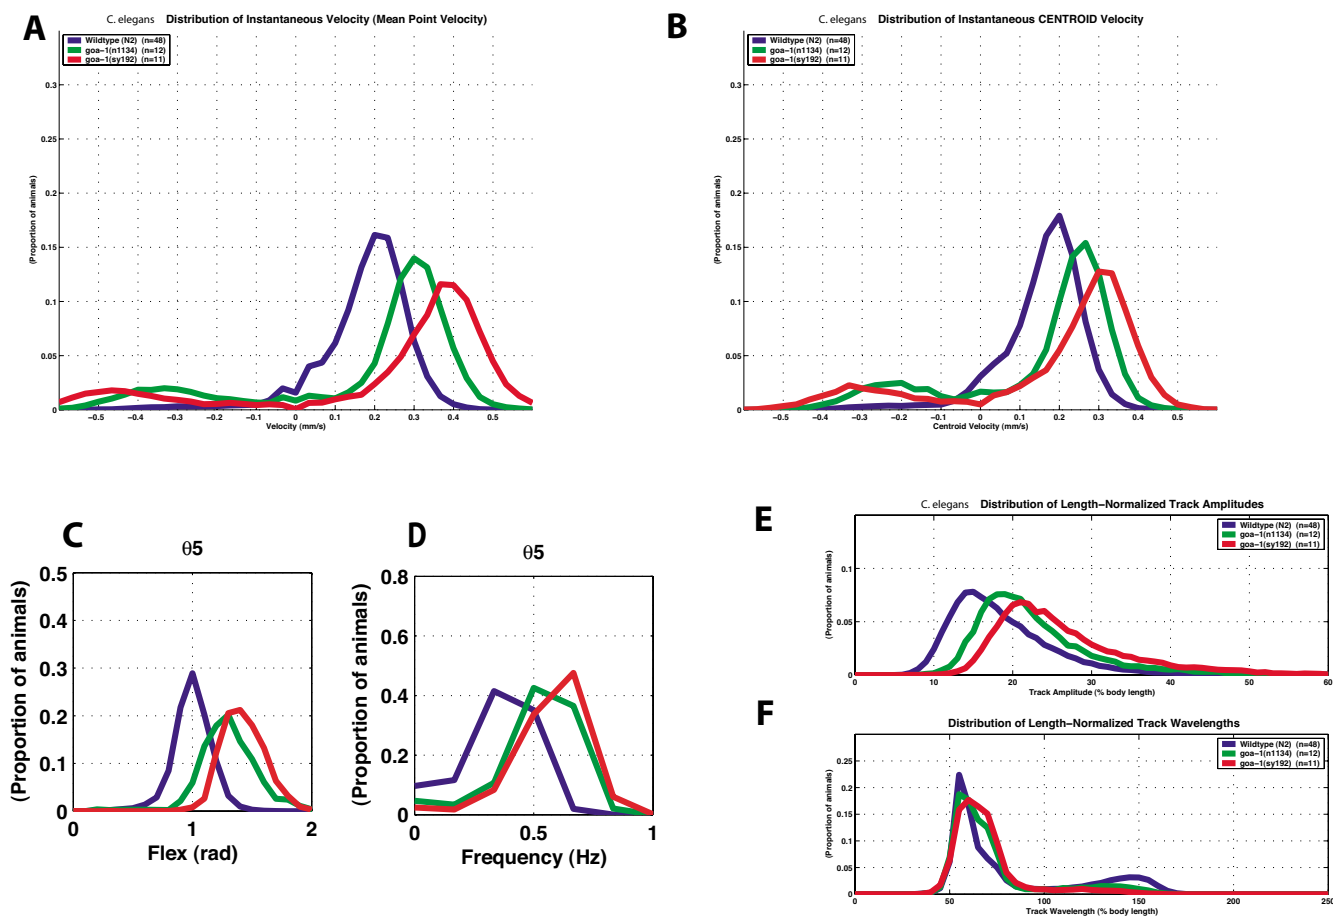 A
C. elegans Distribution of Instantaneous Velocity (Mean Point Velocity)
Wildtype (N2) (n=48)
goa-1(n1134) (n=12)
goa-1(sy192) (n=11)
(Proportion of animals)
0.3
0.25
0.2
0.15
0.1
0.05
0
−0.5 −0.4 −0.3 −0.2 −0.1 0.1 0.2 0.3 0.4 0.5
Velocity (mm/s)
B
C. elegans Distribution of Instantaneous CENTROID Velocity
Wildtype (N2) (n=48)
goa-1(n1134) (n=12)
goa-1(sy192) (n=11)
(Proportion of animals)
0.3
0.25
0.2
0.15
0.1
0.05
0
−0.5 −0.4 −0.3 −0.2 −0.1 0 0.1 0.2 0.3 0.4 0.5
Centroid Velocity (mm/s)
C
θ5
(Proportion of animals)
0.5
0.4
0.3
0.2
0.1
0
0 1 2
Flex (rad)
D
θ5
(Proportion of animals)
0.8
0.6
0.4
0.2
0
0 0.5 1
Frequency (Hz)
E
C. elegans Distribution of Length−Normalized Track Amplitudes
Wildtype (N2) (n=48)
goa-1(n1134) (n=12)
goa-1(sy192) (n=11)
(Proportion of animals)
0.1
0.05
0
0 10 20 30 40 50 60
Track Amplitude (% body length)
F
Distribution of Length−Normalized Track Wavelengths
Wildtype (N2) (n=48)
goa-1(n1134) (n=12)
goa-1(sy192) (n=11)
(Proportion of animals)
0.25
0.2
0.15
0.1
0.05
0
0 50 100 150 200 250
Track Wavelength (% body length)